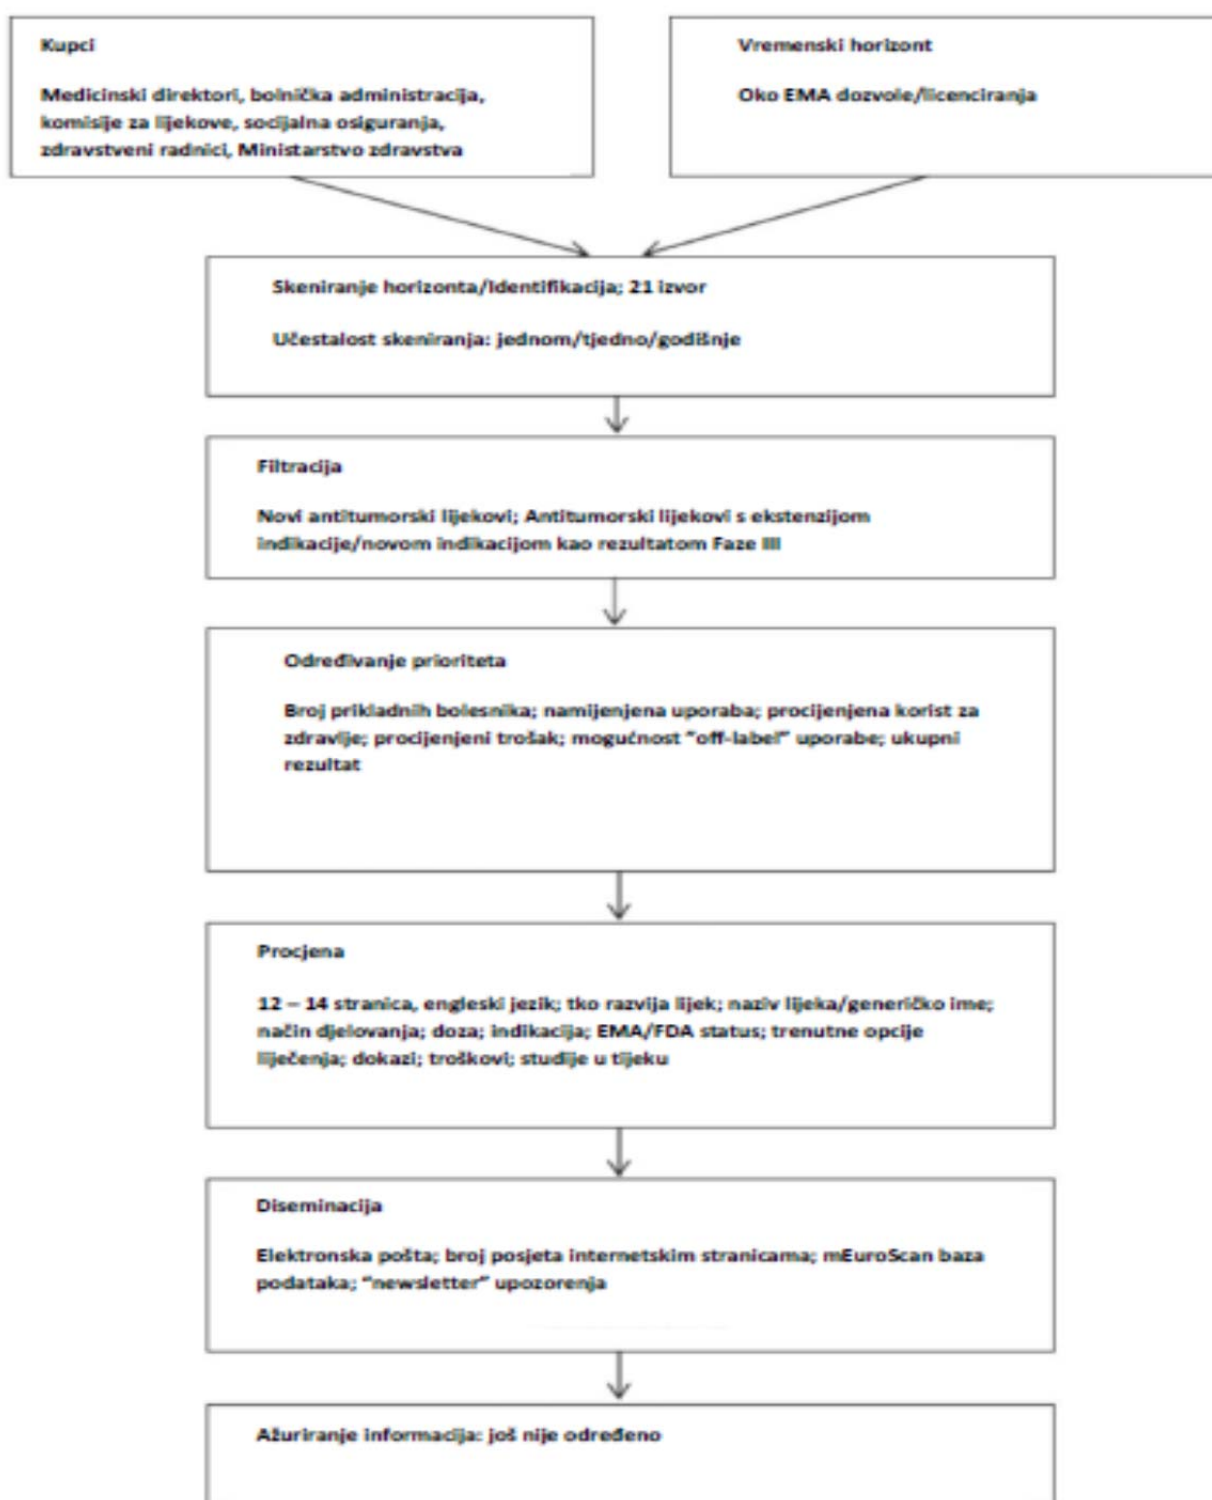 Kupci
Medicinski direktori, bolnička administracija,
komisije za lijekove, socijalna osiguranja,
zdravstveni radnici, Ministarstvo zdravstva
Vremenski horizont
Oko EMA dozvole/licenciranja
Skeniranje horizonta/Identifikacija; 21 izvor
Učestalost skeniranja: jednom/tjedno/godišnje
Filtracija
Novi antitumorski lijekovi; Antitumorski lijekovi s ekstenzijom
indikacije/novom indikacijom kao rezultatom Faze III
Određivanje prioriteta
Broj prikladnih bolesnika; namijenjena uporaba; procijenjena korist za
zdravlje; procijenjeni trošak; mogućnost "off-label" uporabe; ukupni
rezultat
Procjena
12 – 14 stranica, engleski jezik; tko razvija lijek; naziv lijeka/generičko ime;
način djelovanja; doza; indikacija; EMA/FDA status; trenutne opcije
liječenja; dokazi; troškovi; studije u tijeku
Diseminacija
Elektronska pošta; broj posjeta internetskim stranicama; mEuroScan baza
podataka; "newsletter" upozorenja
Ažuriranje informacija: još nije određeno